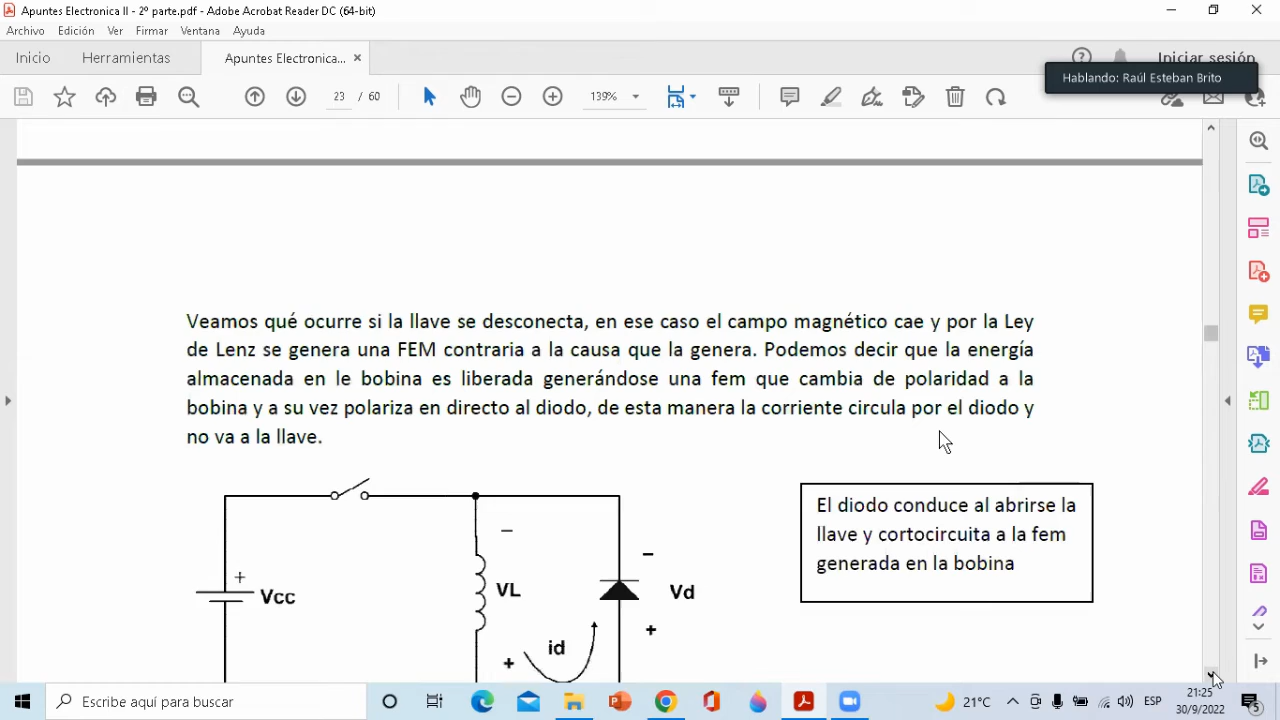 Apuntes Electronica II - 2º parte.pdf - Adobe Acrobat Reader DC (64-bit)
Archivo Edición Ver Firmar Ventana Ayuda
Inicio Herramientas Apuntes Electronica... × Iniciar sesión
Hablando: Raúl Esteban Brito
23 / 60 139%
Veamos qué ocurre si la llave se desconecta, en ese caso el campo magnético cae y por la Ley
de Lenz se genera una FEM contraria a la causa que la genera. Podemos decir que la energía
almacenada en le bobina es liberada generándose una fem que cambia de polaridad a la
bobina y a su vez polariza en directo al diodo, de esta manera la corriente circula por el diodo y
no va a la llave.
El diodo conduce al abrirse la
llave y cortocircuita a la fem
generada en la bobina
−
−
+
Vcc
VL
Vd
+
id
+
Escribe aquí para buscar
21°C
ESP
21:25
30/9/2022
5